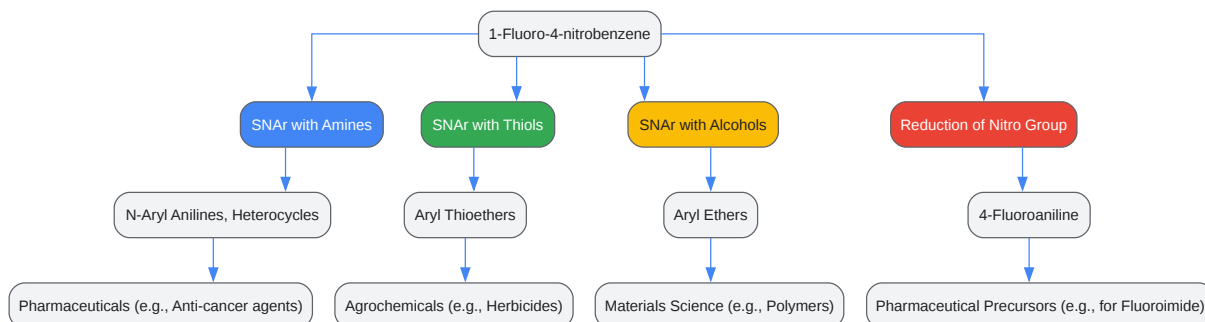 1-Fluoro-4-nitrobenzene
SNAr with Amines
SNAr with Thiols
SNAr with Alcohols
Reduction of Nitro Group
N-Aryl Anilines, Heterocycles
Aryl Thioethers
Aryl Ethers
4-Fluoroaniline
Pharmaceuticals (e.g., Anti-cancer agents)
Agrochemicals (e.g., Herbicides)
Materials Science (e.g., Polymers)
Pharmaceutical Precursors (e.g., for Fluoroimide)